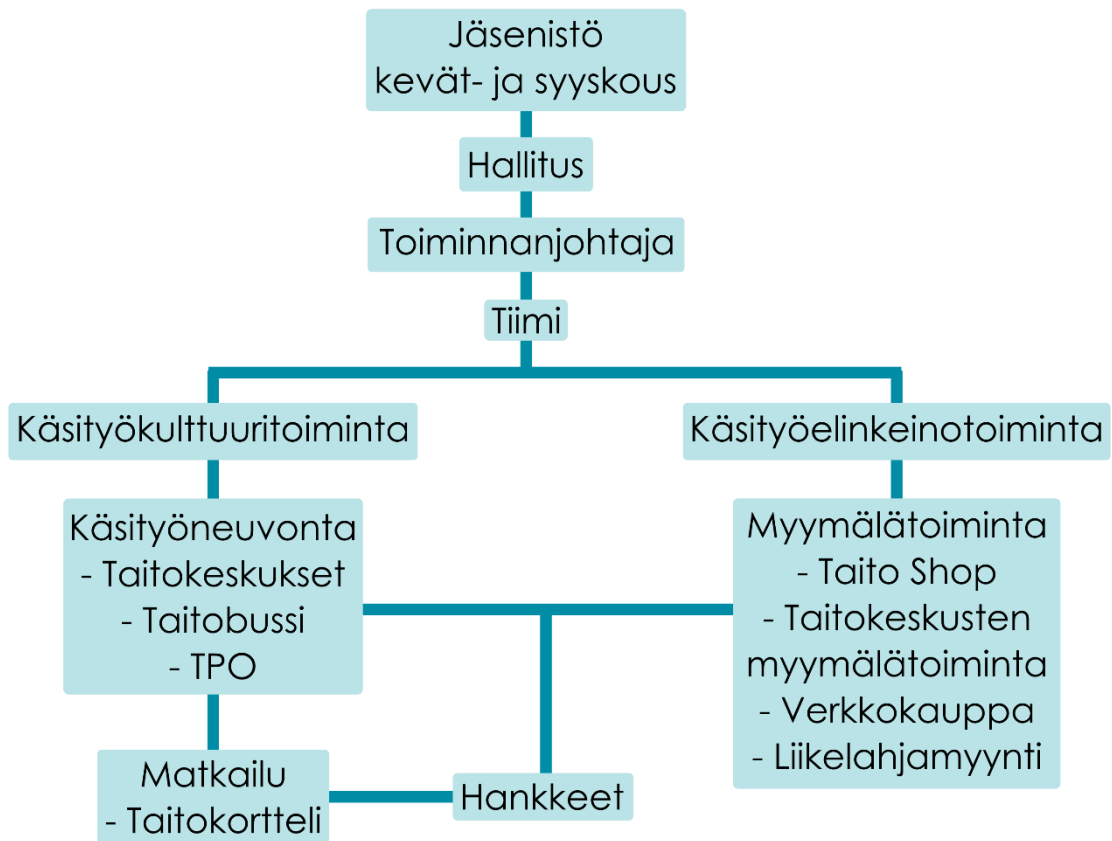 Jäsenistö
kevät- ja syyskous
Hallitus
Toiminnanjohtaja
Tiimi
Käsityökulttuuritoiminta
Käsityöelinkeinotoiminta
Käsityöneuvonta
- Taitokeskukset
- Taitobussi
- TPO
Myymälätoiminta
- Taito Shop
- Taitokeskusten
myymälätoiminta
- Verkkokauppa
- Liikelahjamyynti
Matkailu
- Taitokortteli
Hankkeet